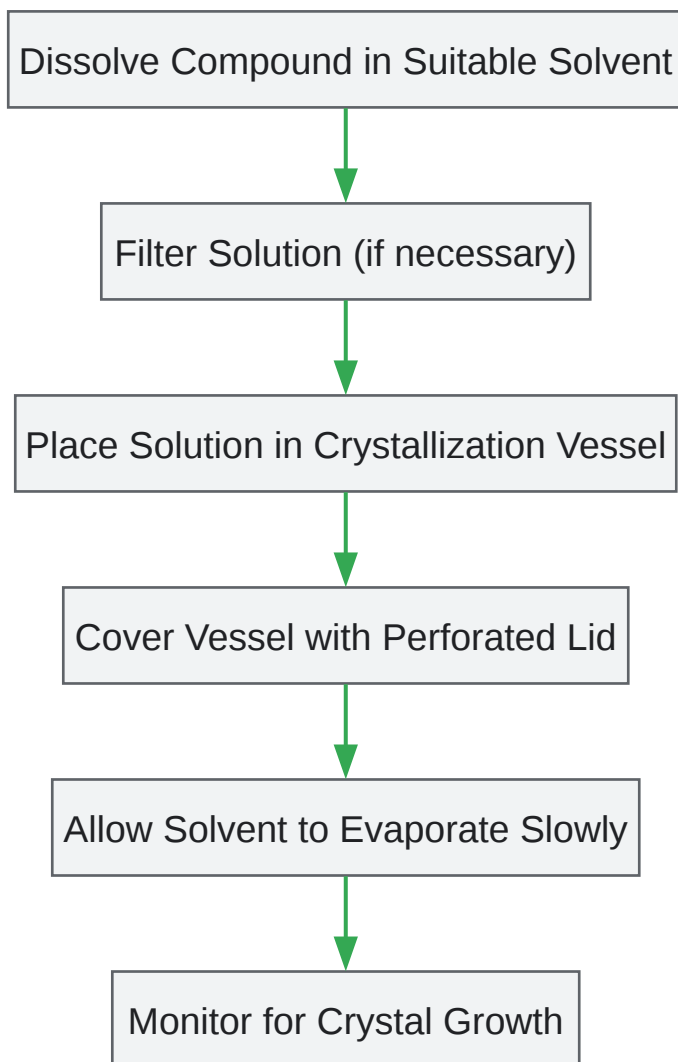 Dissolve Compound in Suitable Solvent
Filter Solution (if necessary)
Place Solution in Crystallization Vessel
Cover Vessel with Perforated Lid
Allow Solvent to Evaporate Slowly
Monitor for Crystal Growth